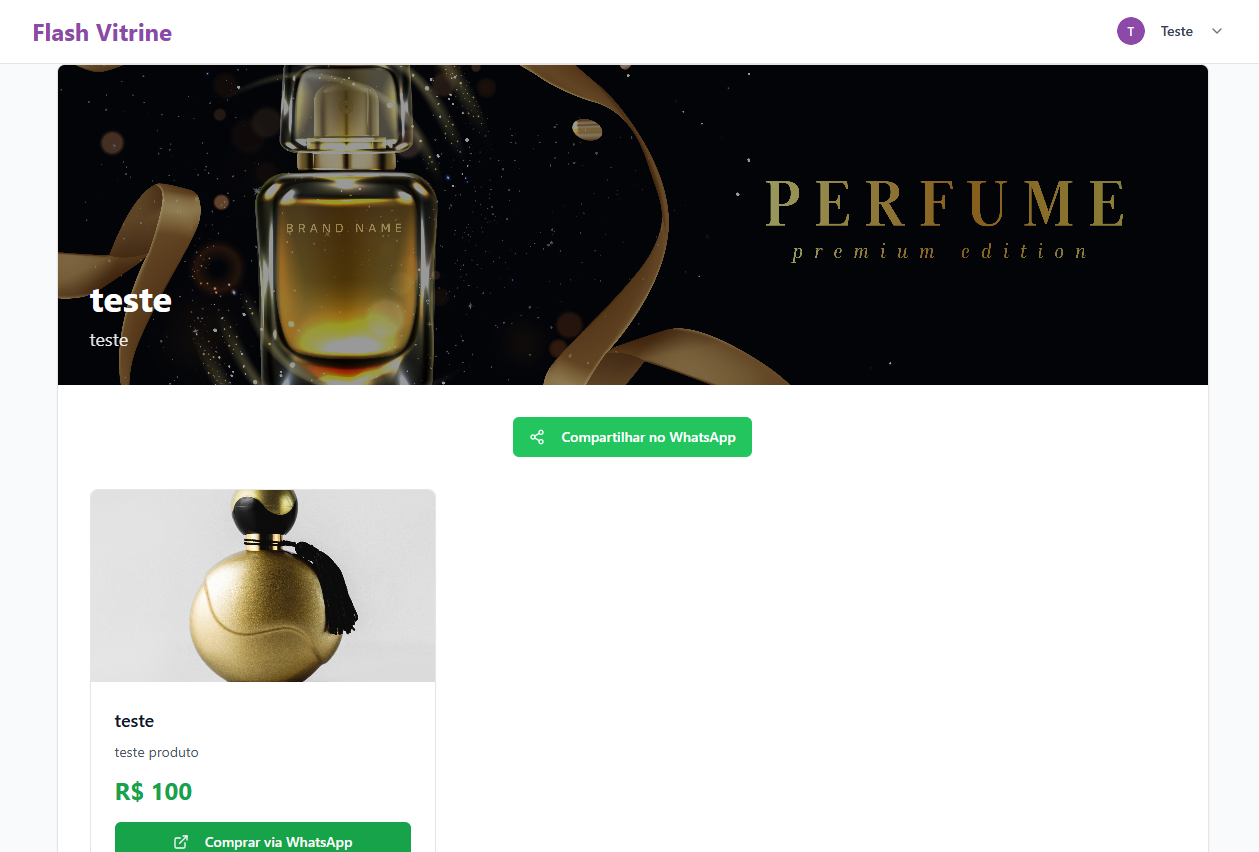 Flash Vitrine
T
Teste
BRAND NAME
PERFUME
premium edition
teste
teste
Compartilhar no WhatsApp
teste
teste produto
R$ 100
Comprar via WhatsApp